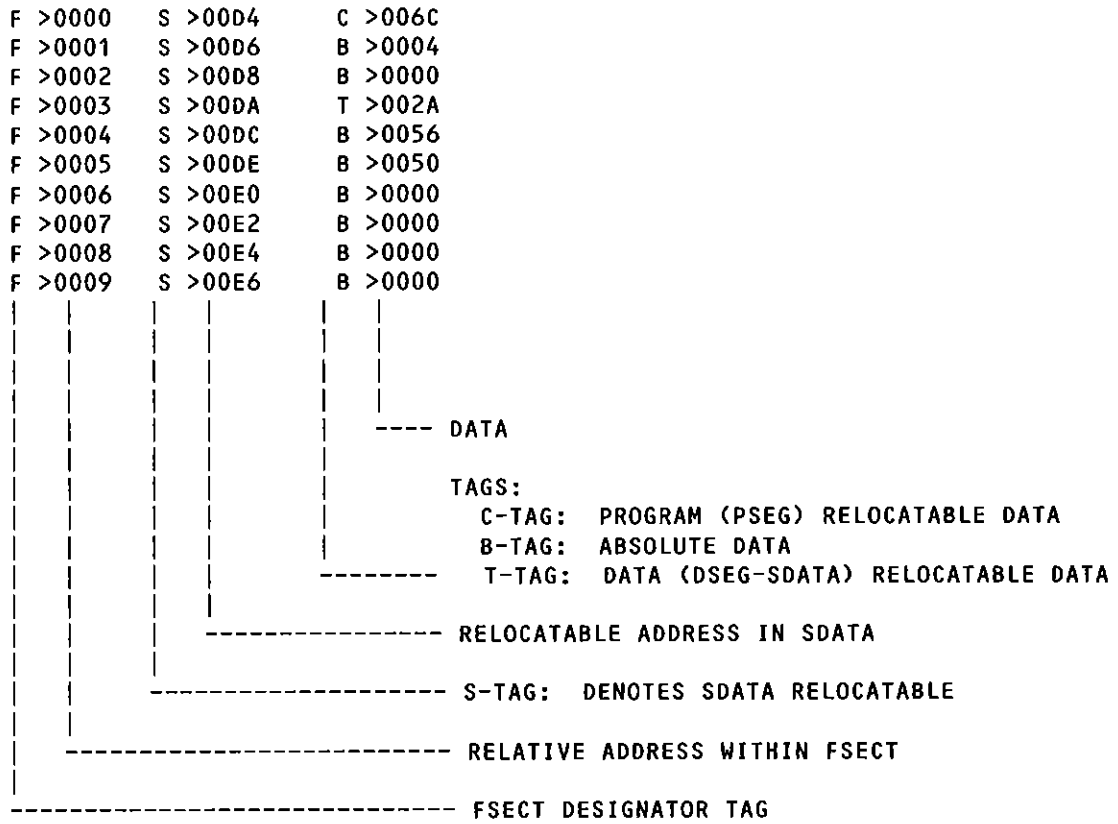 F >0000 S >00D4 C >006C
F >0001 S >00D6 B >0004
F >0002 S >00D8 B >0000
F >0003 S >00DA T >002A
F >0004 S >00DC B >0056
F >0005 S >00DE B >0050
F >0006 S >00E0 B >0000
F >0007 S >00E2 B >0000
F >0008 S >00E4 B >0000
F >0009 S >00E6 B >0000
DATA
TAGS:
C-TAG: PROGRAM (PSEG) RELOCATABLE DATA
B-TAG: ABSOLUTE DATA
T-TAG: DATA (DSEG-SDATA) RELOCATABLE DATA
RELOCATABLE ADDRESS IN SDATA
S-TAG: DENOTES SDATA RELOCATABLE
RELATIVE ADDRESS WITHIN FSECT
FSECT DESIGNATOR TAG